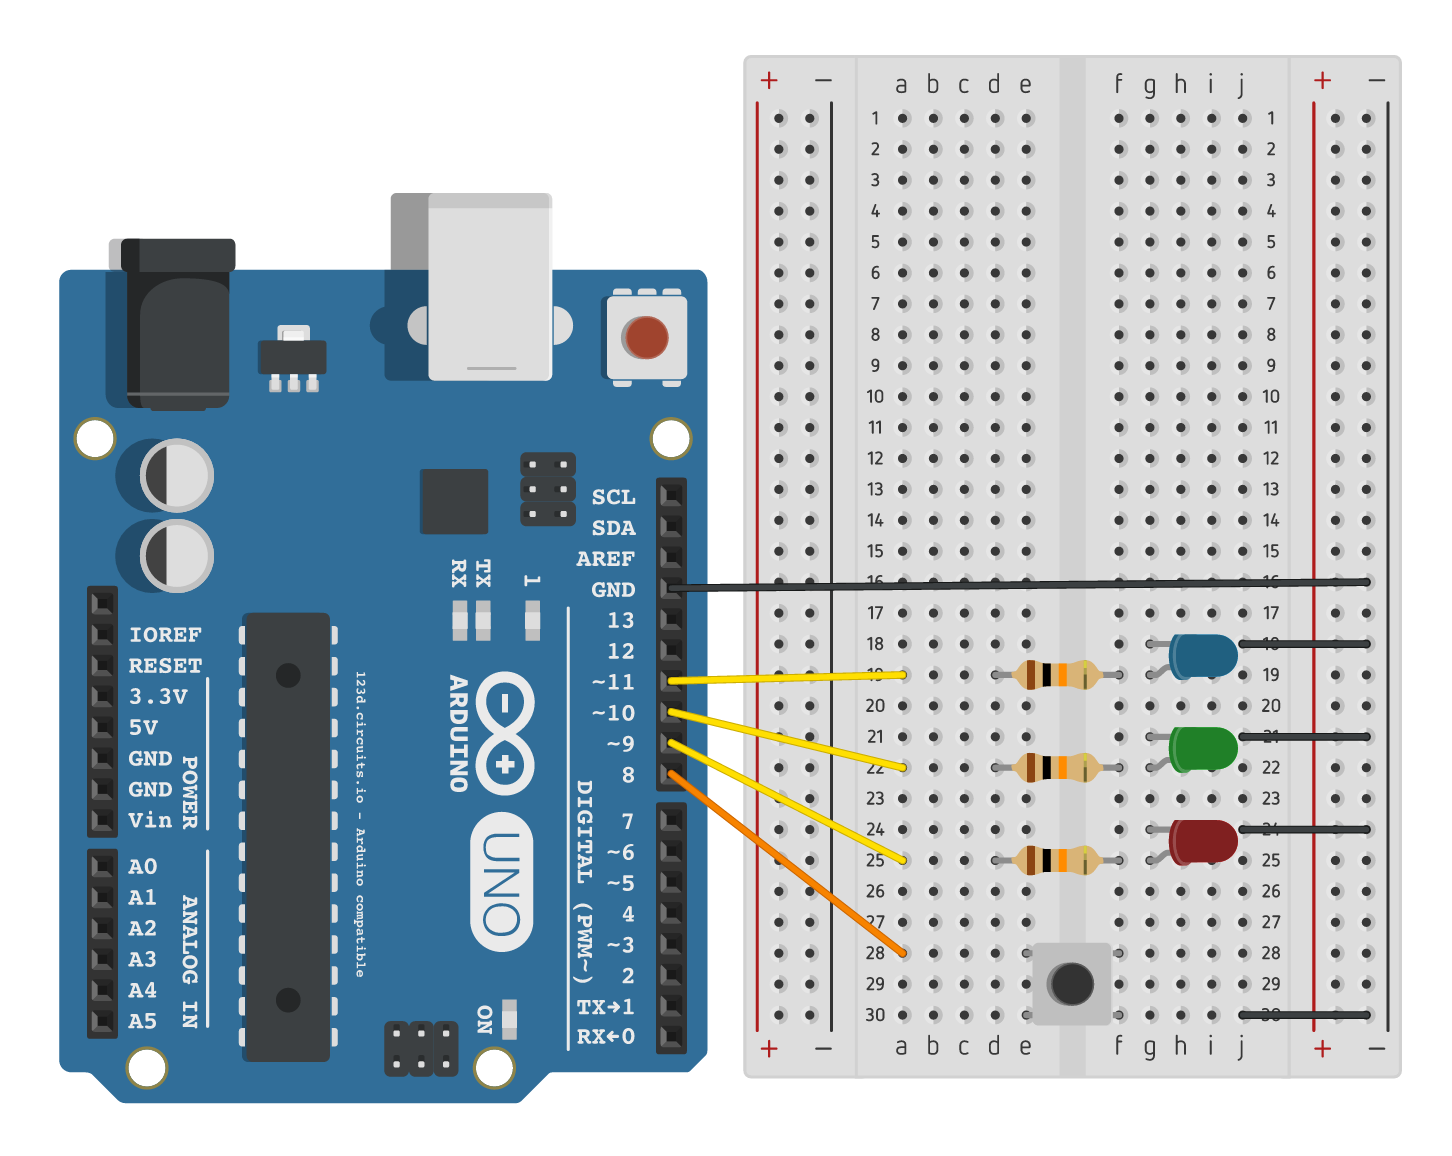 SCL
SDA
AREF
GND
13
12
~11
~10
~9
8
7
~6
~5
4
~3
2
TX→1
RX←0
DIGITAL (PWM~)
RX
TX
1
ARDUINO
UNO
ON
123d.circuits.io - Arduino compatible
IOREF
RESET
3.3V
5V
GND
GND
Vin
POWER
A0
A1
A2
A3
A4
A5
ANALOG IN
+ − a b c d e f g h i j + −
1 1
2 2
3 3
4 4
5 5
6 6
7 7
8 8
9 9
10 10
11 11
12 12
13 13
14 14
15 15
16 16
17 17
18 18
19 19
20 20
21 21
22 22
23 23
24 24
25 25
26 26
27 27
28 28
29 29
30 30
+ − a b c d e f g h i j + −